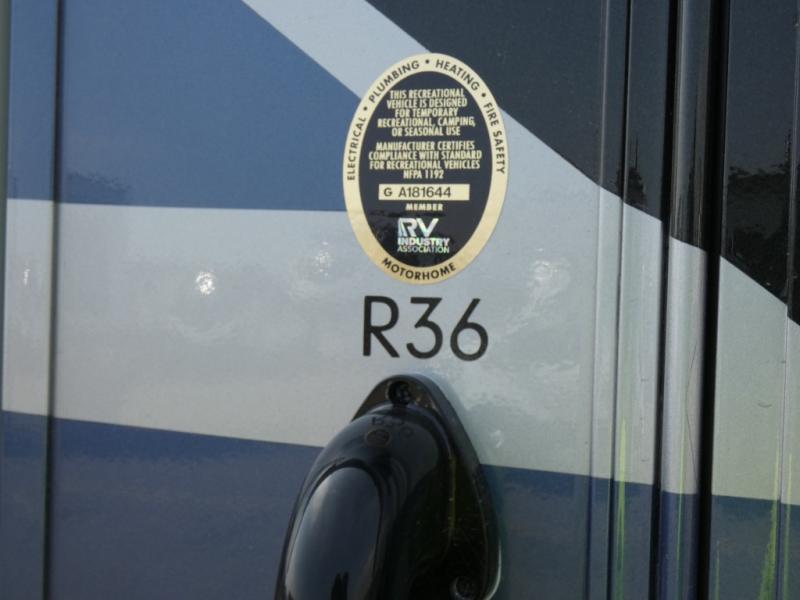 ELECTRICAL • PLUMBING • HEATING • FIRE SAFETY
THIS RECREATIONAL
VEHICLE IS DESIGNED
FOR TEMPORARY
RECREATIONAL, CAMPING,
OR SEASONAL USE
MANUFACTURER CERTIFIES
COMPLIANCE WITH STANDARD
FOR RECREATIONAL VEHICLES
NFPA 1192
G A181644
MEMBER
RV
INDUSTRY
ASSOCIATION
MOTORHOME
R36